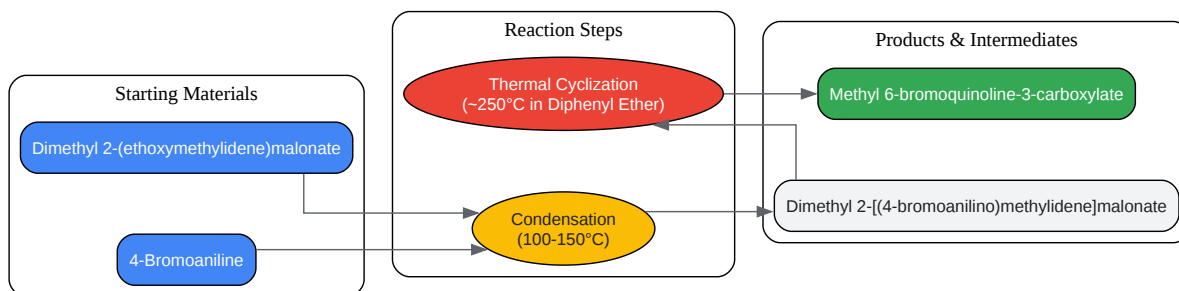 Starting Materials
Dimethyl 2-(ethoxymethylidene)malonate
4-Bromoaniline
Reaction Steps
Thermal Cyclization
(~250°C in Diphenyl Ether)
Condensation
(100-150°C)
Products & Intermediates
Methyl 6-bromoquinoline-3-carboxylate
Dimethyl 2-[(4-bromoanilino)methylidene]malonate